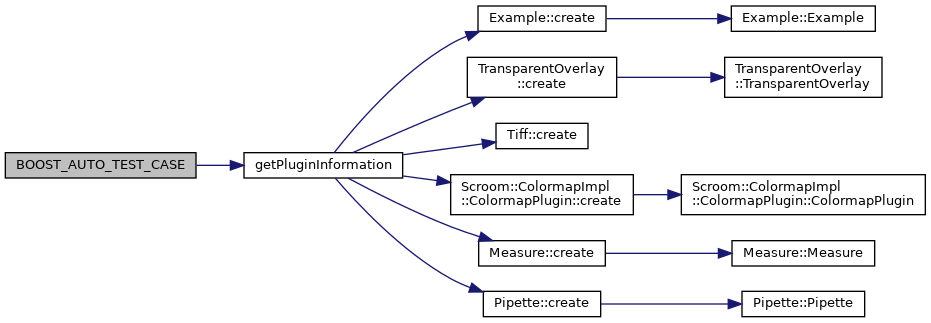 Example::create
Example::Example
TransparentOverlay
::create
TransparentOverlay
::TransparentOverlay
Tiff::create
BOOST_AUTO_TEST_CASE
getPluginInformation
Scroom::ColormapImpl
::ColormapPlugin::create
Scroom::ColormapImpl
::ColormapPlugin::ColormapPlugin
Measure::create
Measure::Measure
Pipette::create
Pipette::Pipette